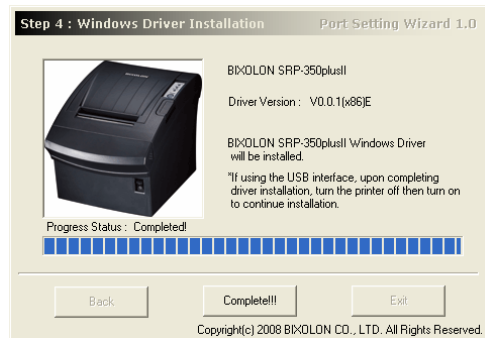 Step 4 : Windows Driver Installation
Port Setting Wizard 1.0
BIXOLON SRP-350plusII
Driver Version : V0.0.1(x86)E
BIXOLON SRP-350plusII Windows Driver
will be installed.
"If using the USB interface, upon completing
driver installation, turn the printer off then turn on
to continue installation.
Progress Status : Completed!
Back
Complete!!!
Exit
Copyright(c) 2008 BIXOLON CO., LTD. All Rights Reserved.